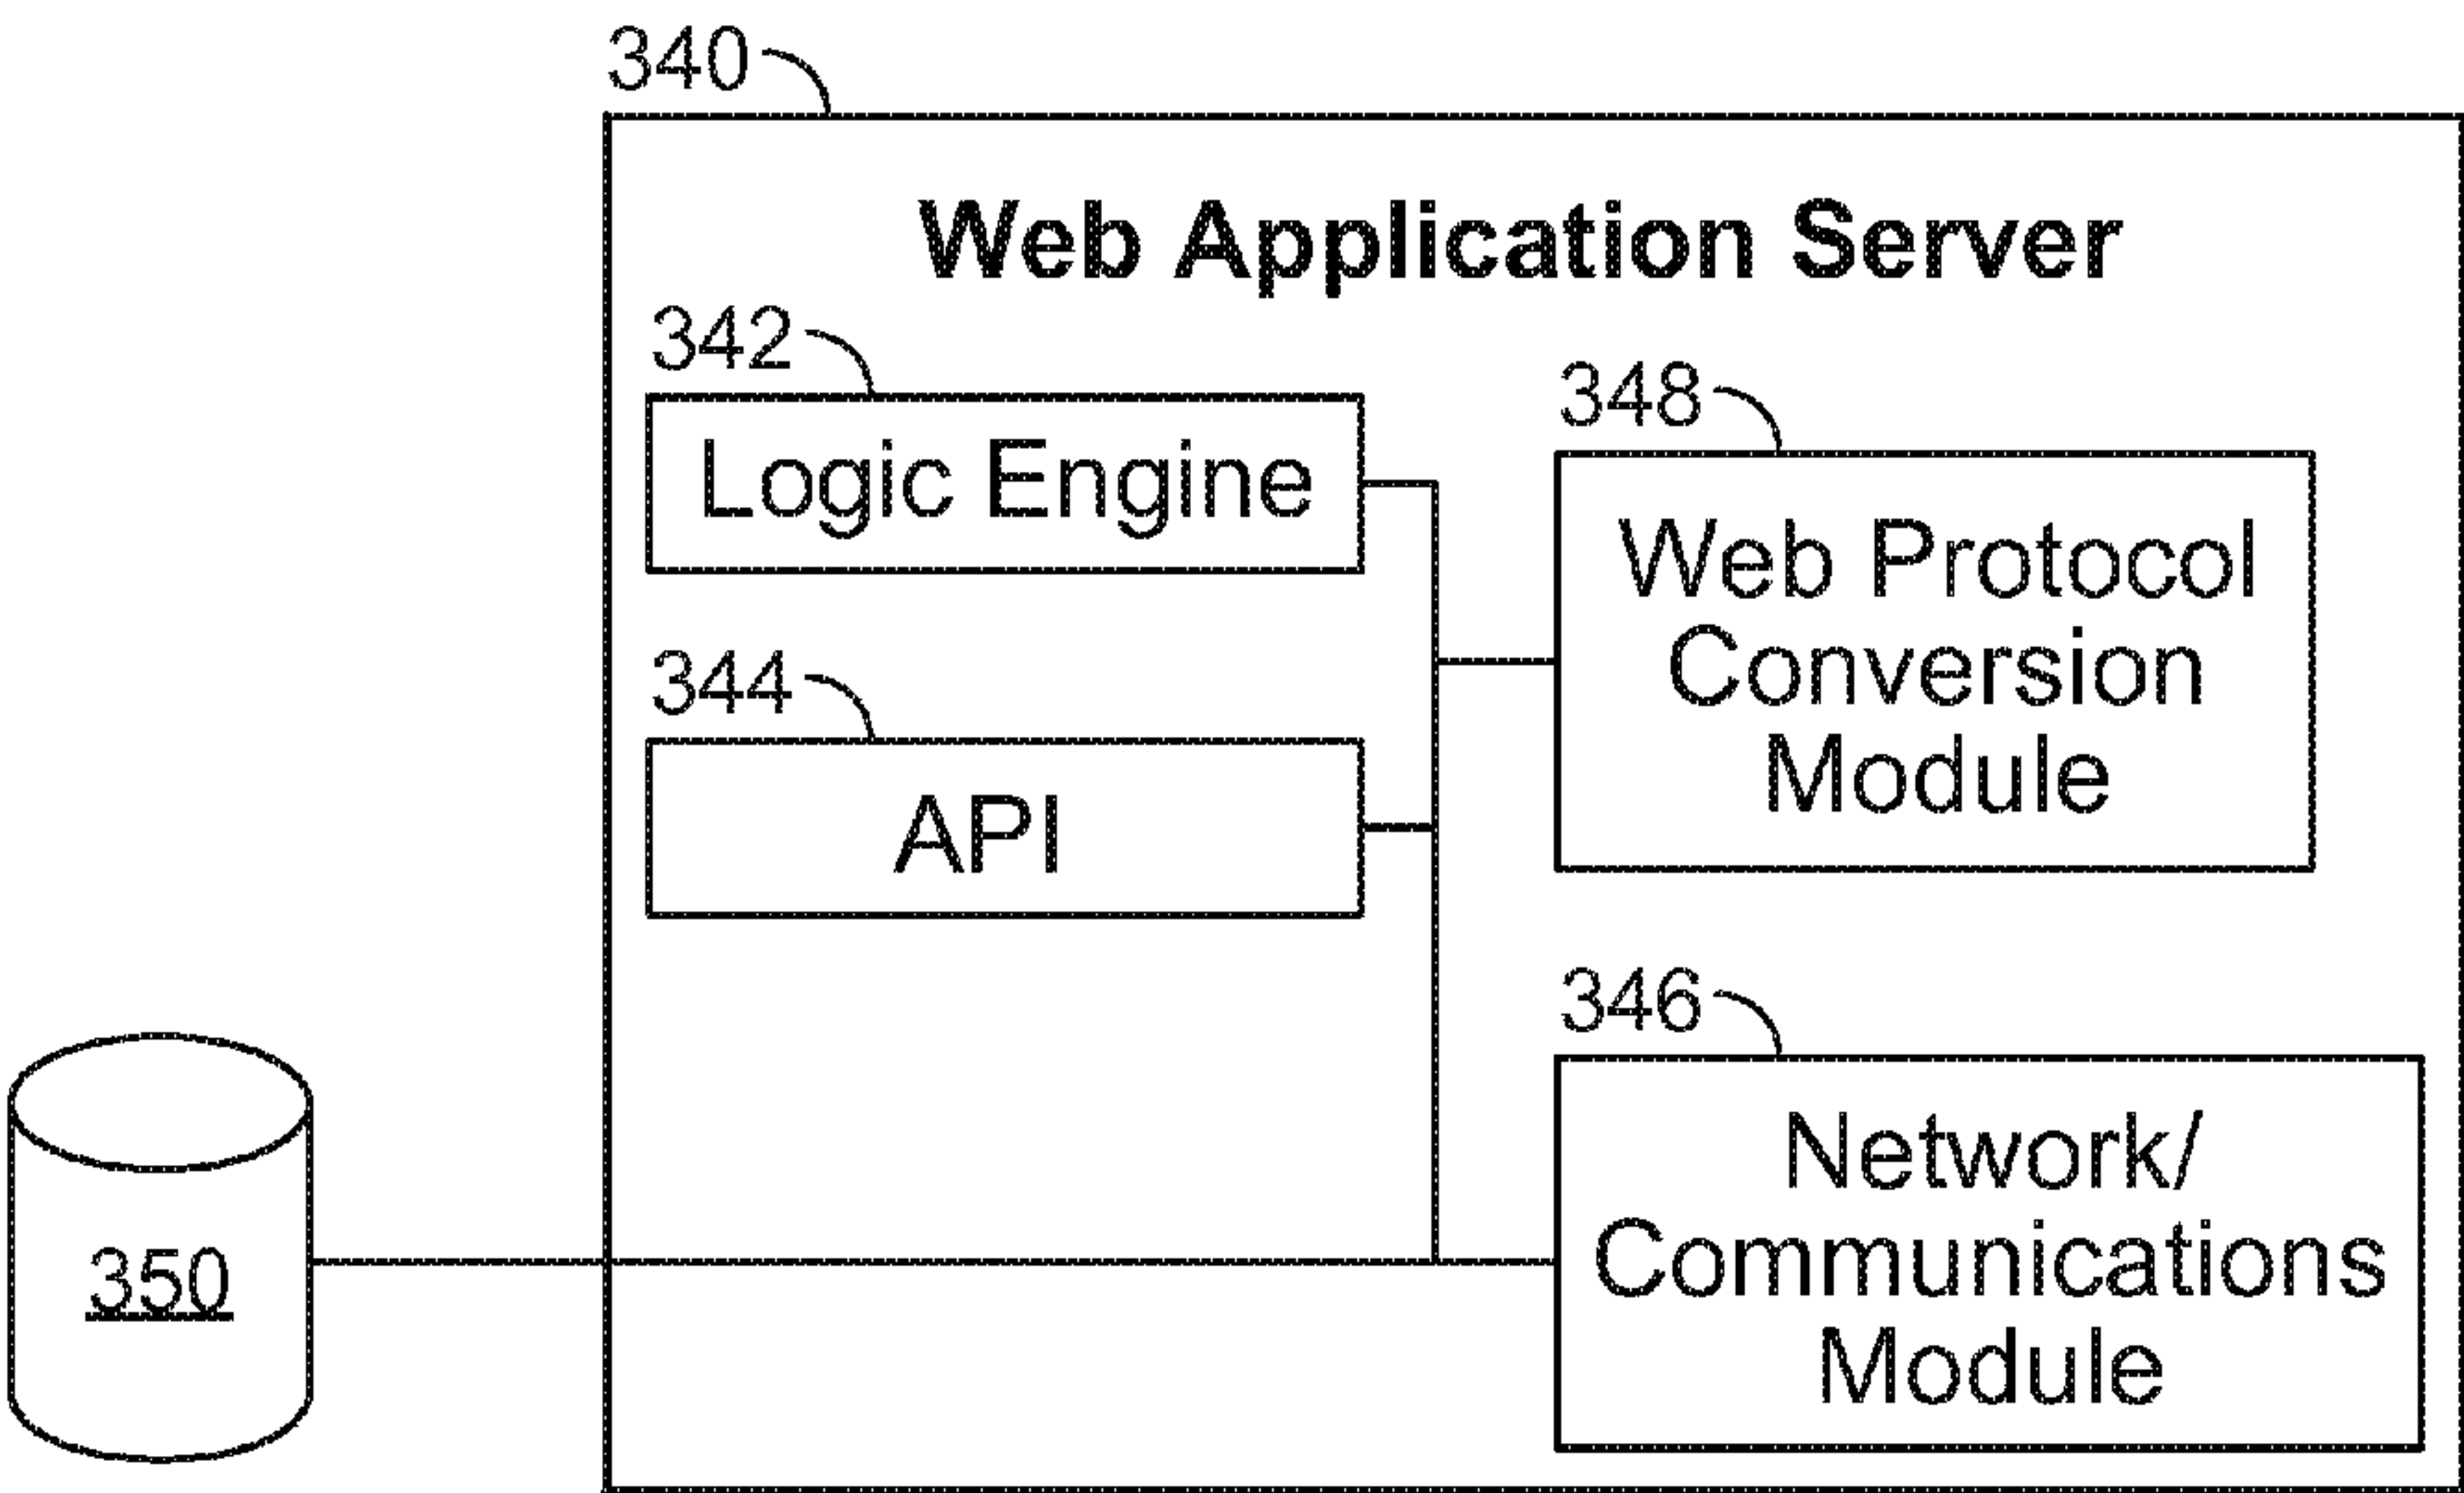 340
Web Application Server
342
Logic Engine
348
Web Protocol
Conversion
Module
344
API
346
Network/
Communications
Module
350